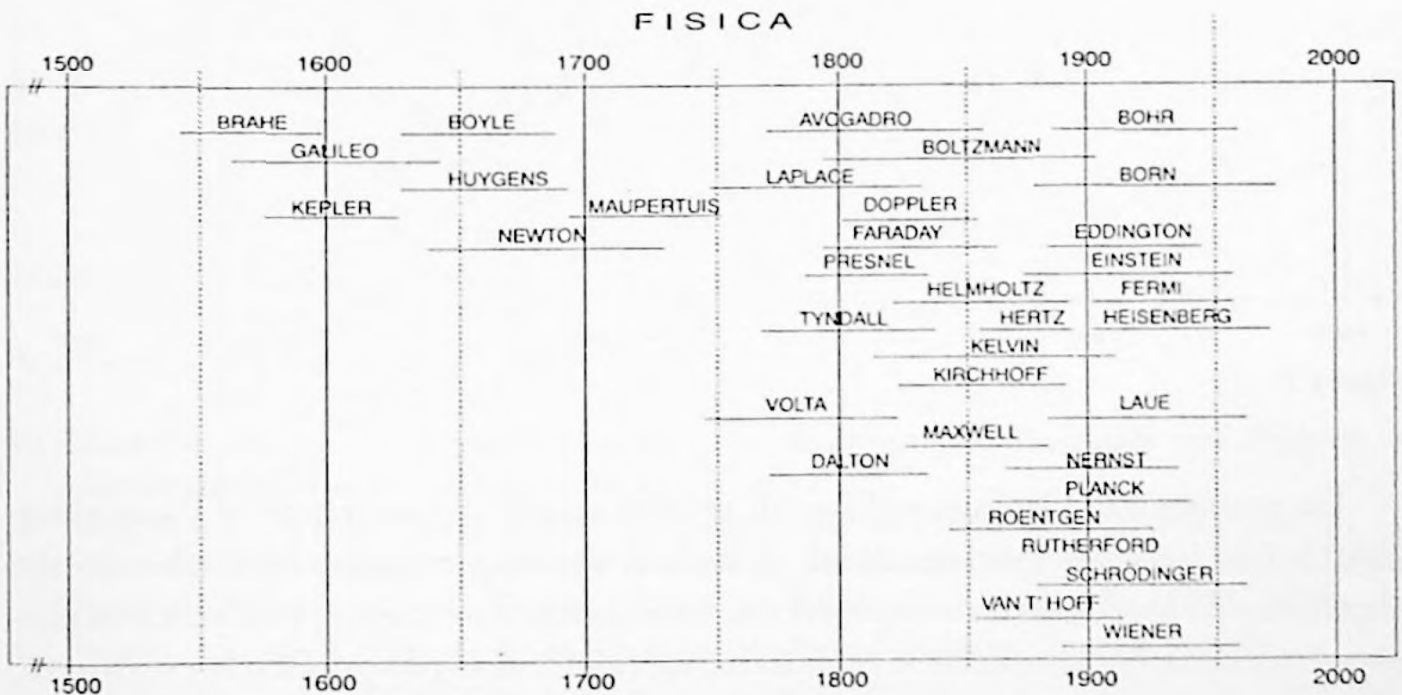 FISICA
1500 1600 1700 1800 1900 2000
BRAHE BOYLE AVOGADRO BOHR
GALILEO BOLTZMANN
HUYGENS LAPLACE BORN
KEPLER MAUPERTUIS DOPPLER
NEWTON FARADAY EDDINGTON
PRESNEL EINSTEIN
HELMHOLTZ FERMI
TYNDALL HERTZ HEISENBERG
KELVIN
KIRCHHOFF
VOLTA LAUE
MAXWELL
DALTON NERNST
PLANCK
ROENTGEN
RUTHERFORD
SCHRÖDINGER
VAN T' HOFF
WIENER
1500 1600 1700 1800 1900 2000